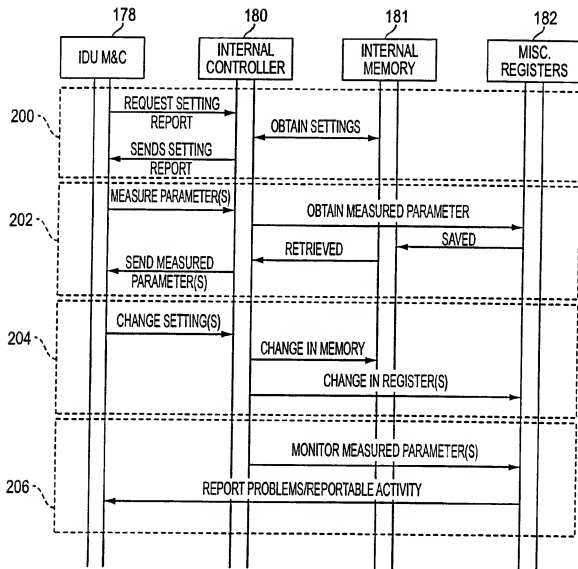 178
180
181
182
IDU M&C
INTERNAL
CONTROLLER
INTERNAL
MEMORY
MISC.
REGISTERS
200
REQUEST SETTING
REPORT
OBTAIN SETTINGS
SENDS SETTING
REPORT
202
MEASURE PARAMETER(S)
OBTAIN MEASURED PARAMETER
SAVED
RETRIEVED
SEND MEASURED
PARAMETER(S)
204
CHANGE SETTING(S)
CHANGE IN MEMORY
CHANGE IN REGISTER(S)
206
MONITOR MEASURED PARAMETER(S)
REPORT PROBLEMS/REPORTABLE ACTIVITY